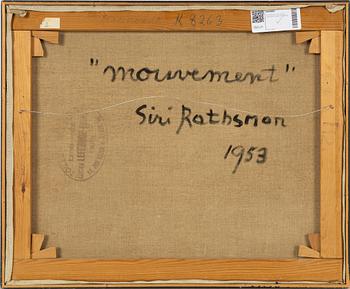 K 8263
"mouvement"
Siri Rathsman
1953